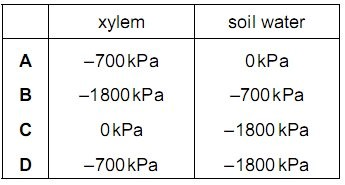 xylem soil water
A –700 kPa 0 kPa
B –1800 kPa –700 kPa
C 0 kPa –1800 kPa
D –700 kPa –1800 kPa